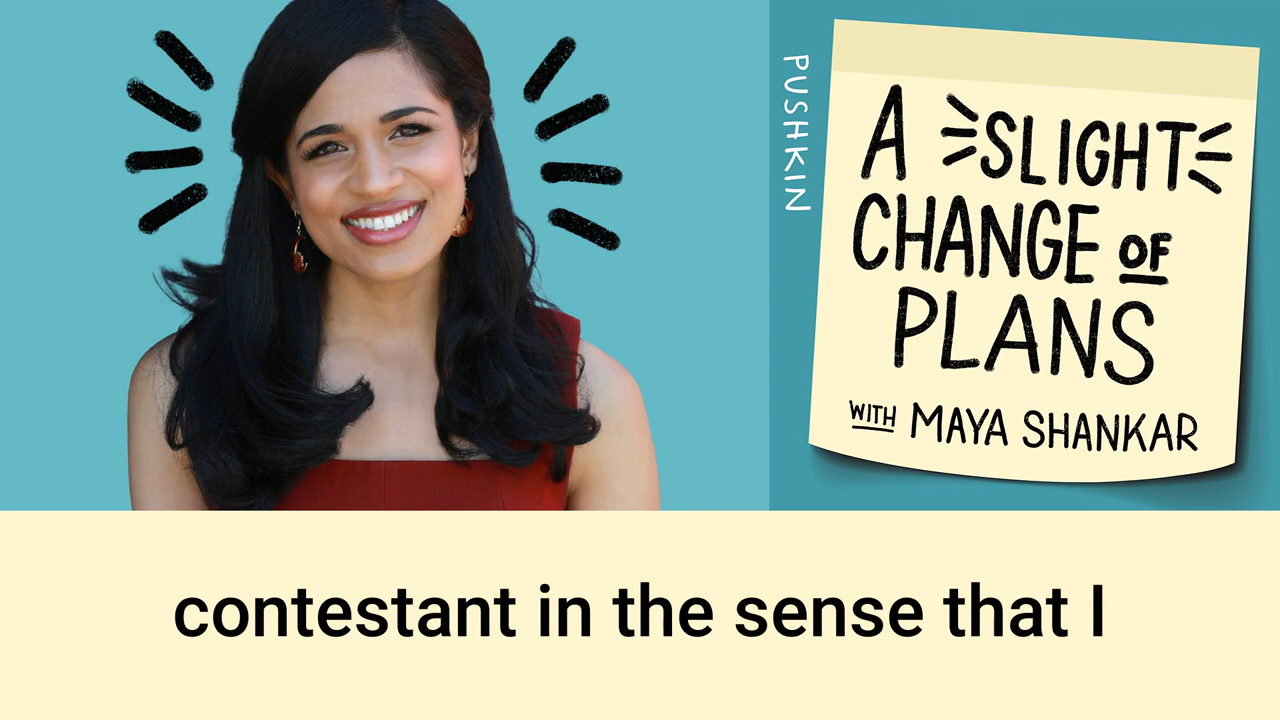 PUSHKIN
A SLIGHT
CHANGE OF
PLANS
WITH MAYA SHANKAR
contestant in the sense that I